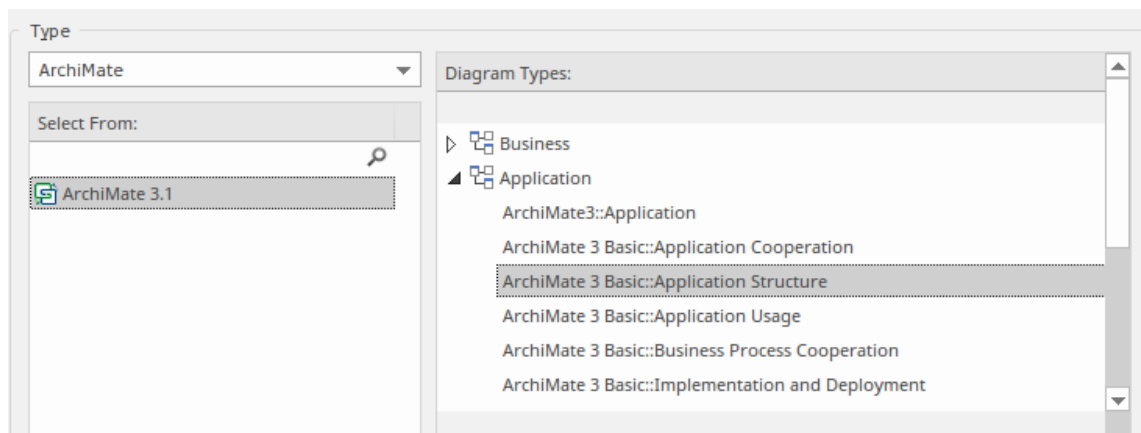 Type
ArchiMate
Select From:
ArchiMate 3.1
Diagram Types:
Business
Application
ArchiMate3::Application
ArchiMate 3 Basic::Application Cooperation
ArchiMate 3 Basic::Application Structure
ArchiMate 3 Basic::Application Usage
ArchiMate 3 Basic::Business Process Cooperation
ArchiMate 3 Basic::Implementation and Deployment